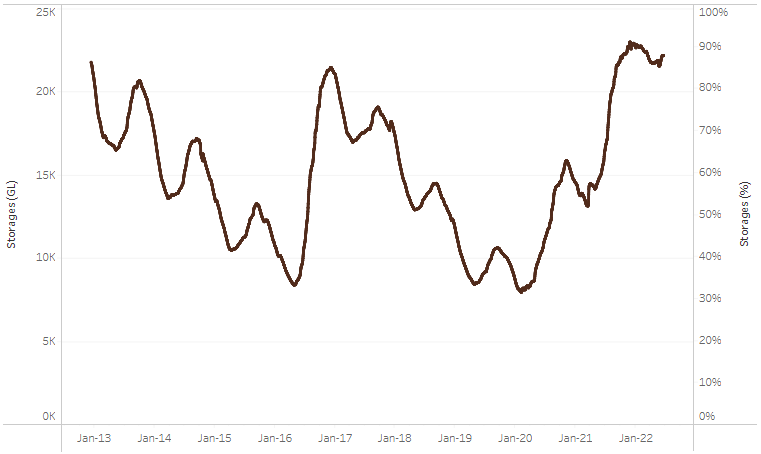 25K
20K
15K
10K
5K
0K
Storages (GL)
100%
90%
80%
70%
60%
50%
40%
30%
20%
10%
0%
Storages (%)
Jan-13 Jan-14 Jan-15 Jan-16 Jan-17 Jan-18 Jan-19 Jan-20 Jan-21 Jan-22